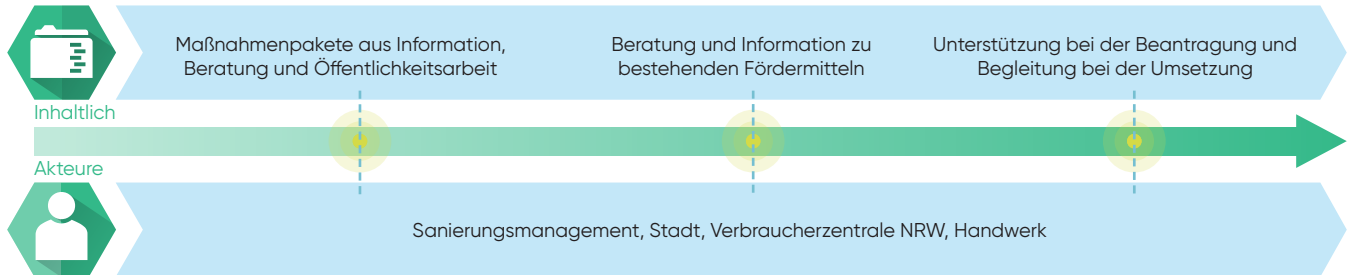 Maßnahmenpakete aus Information,
Beratung und Öffentlichkeitsarbeit
Beratung und Information zu
bestehenden Fördermitteln
Unterstützung bei der Beantragung und
Begleitung bei der Umsetzung
Inhaltlich
Akteure
Sanierungsmanagement, Stadt, Verbraucherzentrale NRW, Handwerk